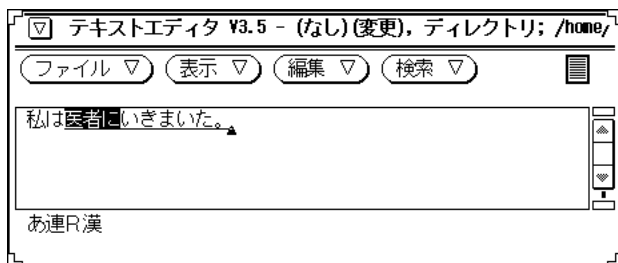 テキストエディタ V3.5 - (なし)(変更), ディレクトリ; /home/
ファイル 表示 編集 検索
私は医者にいきまいた。
あ連R漢